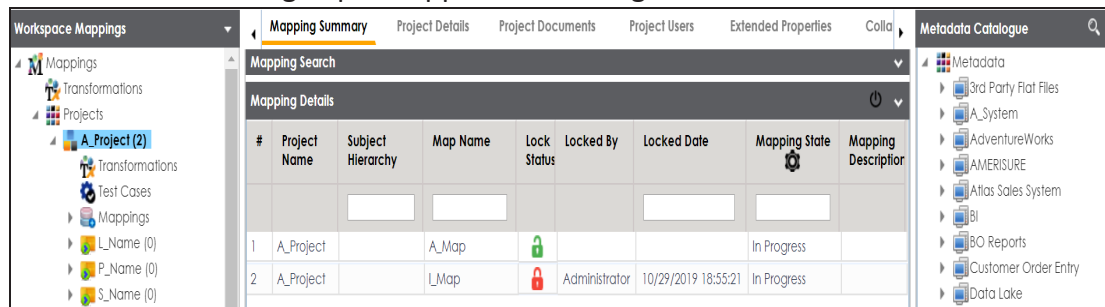 Workspace Mappings
Mappings
Transformations
Projects
A_Project (2)
Transformations
Test Cases
Mappings
L_Name (0)
P_Name (0)
S_Name (0)
Mapping Summary Project Details Project Documents Project Users Extended Properties Colla
Mapping Search
Mapping Details
# Project Name Subject Hierarchy Map Name Lock Status Locked By Locked Date Mapping State Mapping Description
1 A_Project A_Map In Progress
2 A_Project I_Map Administrator 10/29/2019 18:55:21 In Progress
Metadata Catalogue
Metadata
3rd Party Flat Files
A_System
AdventureWorks
AMERISURE
Atlas Sales System
BI
BO Reports
Customer Order Entry
Data Lake